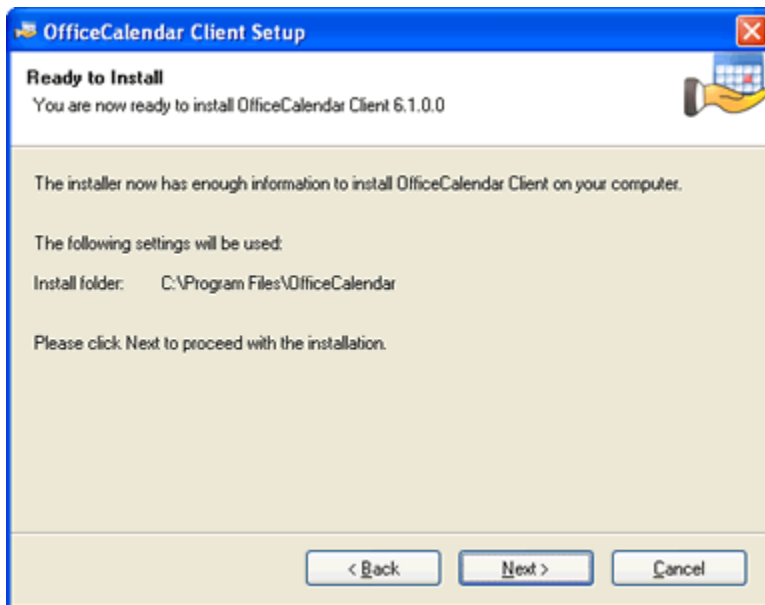 OfficeCalendar Client Setup
Ready to Install
You are now ready to install OfficeCalendar Client 6.1.0.0
The installer now has enough information to install OfficeCalendar Client on your computer.
The following settings will be used:
Install folder: C:\Program Files\OfficeCalendar
Please click Next to proceed with the installation.
< Back Next > Cancel